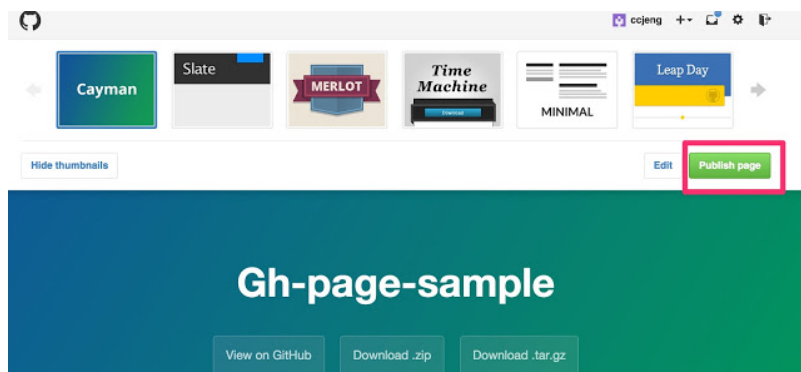 ccjeng
Cayman
Slate
MERLOT
Time
Machine
Download
MINIMAL
Leap Day
Hide thumbnails
Edit
Publish page
Gh-page-sample
View on GitHub
Download .zip
Download .tar.gz